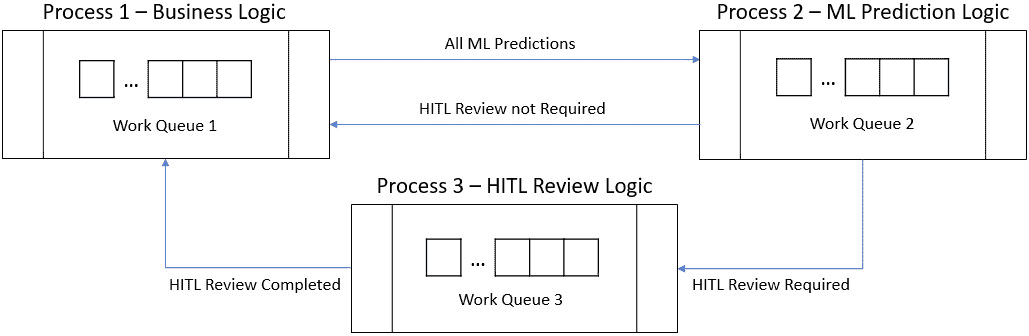 Process 1 – Business Logic
Process 2 – ML Prediction Logic
All ML Predictions
...
...
HITL Review not Required
Work Queue 1
Work Queue 2
Process 3 – HITL Review Logic
...
HITL Review Completed
HITL Review Required
Work Queue 3